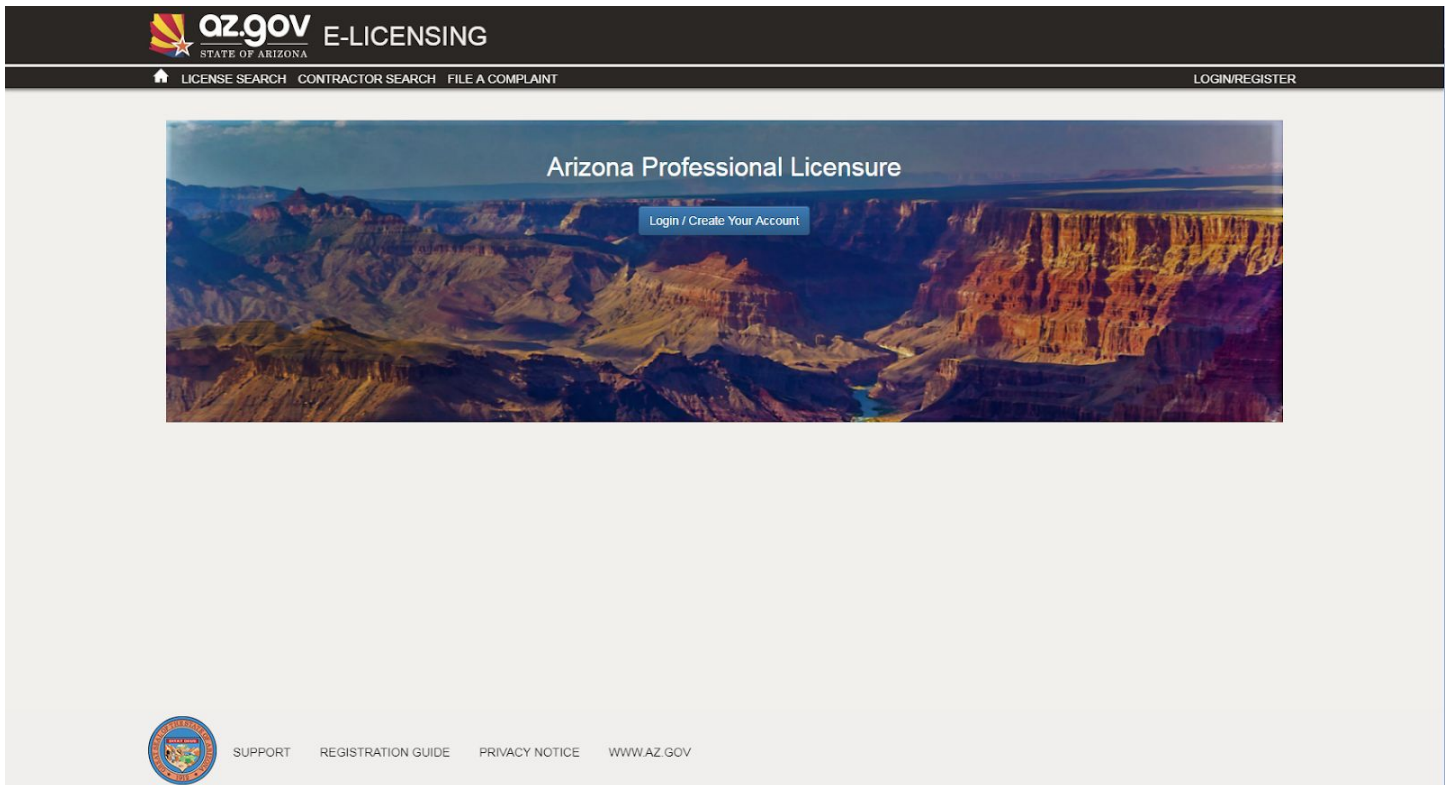 az.gov E-LICENSING
STATE OF ARIZONA
LICENSE SEARCH CONTRACTOR SEARCH FILE A COMPLAINT LOGIN/REGISTER
Arizona Professional Licensure
Login / Create Your Account
SUPPORT REGISTRATION GUIDE PRIVACY NOTICE WWW.AZ.GOV